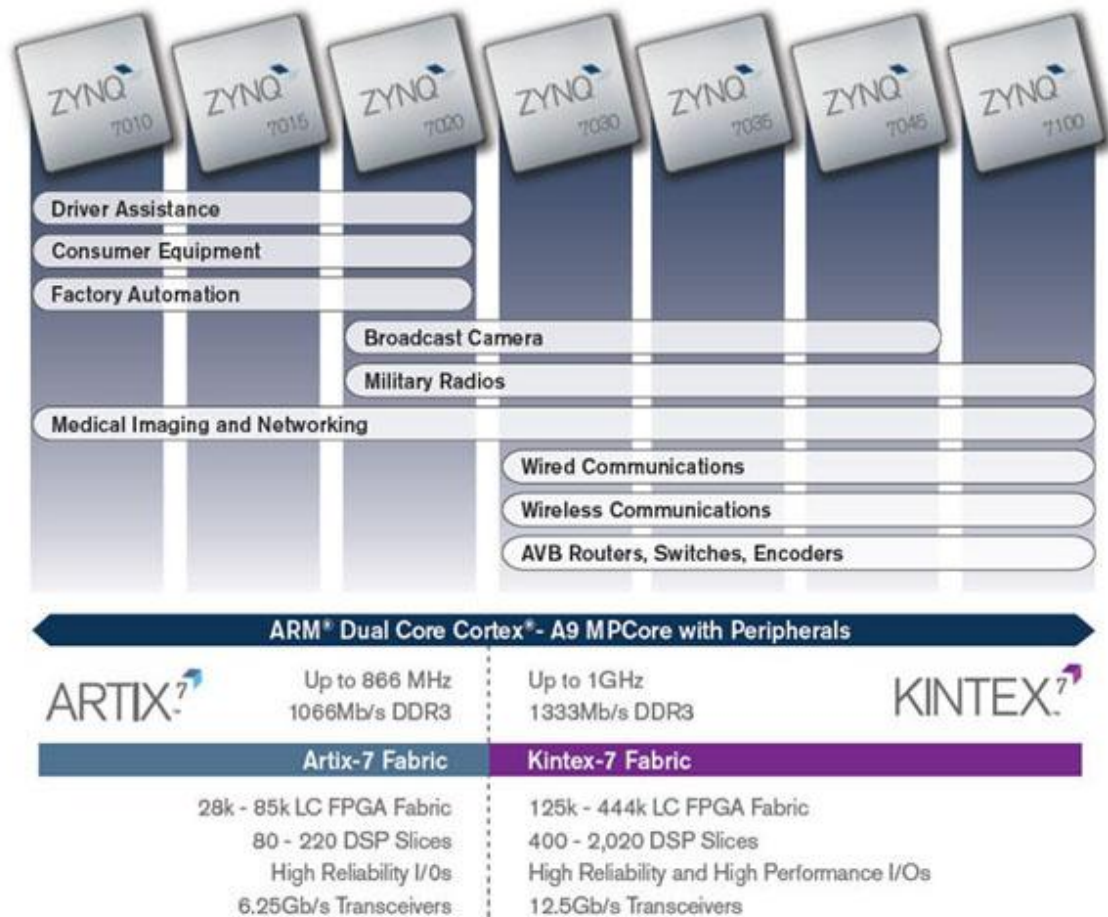 ZYNQ 7010
ZYNQ 7015
ZYNQ 7020
ZYNQ 7030
ZYNQ 7035
ZYNQ 7045
ZYNQ 7100
Driver Assistance
Consumer Equipment
Factory Automation
Broadcast Camera
Military Radios
Medical Imaging and Networking
Wired Communications
Wireless Communications
AVB Routers, Switches, Encoders
ARM® Dual Core Cortex®- A9 MPCore with Peripherals
ARTIX 7™
Up to 866 MHz
1066Mb/s DDR3
Up to 1GHz
1333Mb/s DDR3
KINTEX 7™
Artix-7 Fabric
Kintex-7 Fabric
28k - 85k LC FPGA Fabric
80 - 220 DSP Slices
High Reliability I/0s
6.25Gb/s Transceivers
125k - 444k LC FPGA Fabric
400 - 2,020 DSP Slices
High Reliability and High Performance I/Os
12.5Gb/s Transceivers